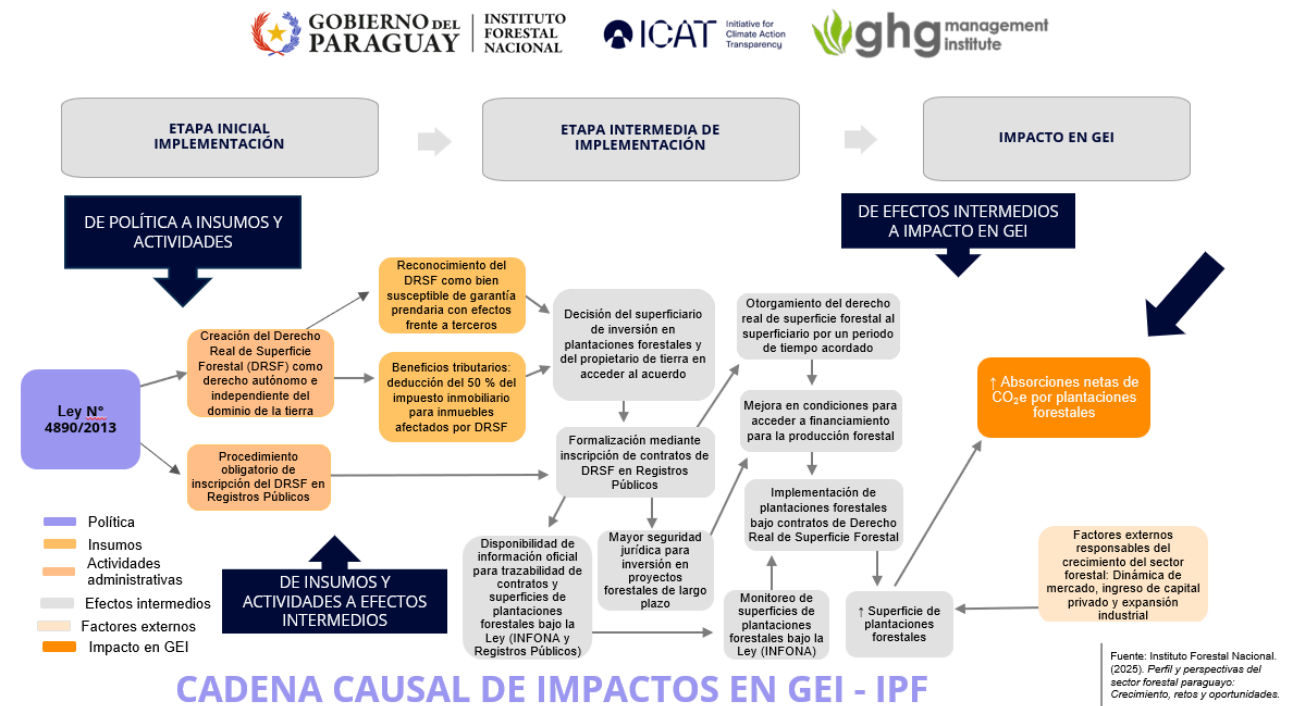 GOBIERNO DEL
PARAGUAY
INSTITUTO
FORESTAL
NACIONAL
ICAT
Initiative for
Climate Action
Transparency
ghg
management
institute
ETAPA INICIAL
IMPLEMENTACIÓN
ETAPA INTERMEDIA DE
IMPLEMENTACIÓN
IMPACTO EN GEI
DE POLÍTICA A INSUMOS Y
ACTIVIDADES
DE EFECTOS INTERMEDIOS
A IMPACTO EN GEI
Ley N°
4890/2013
Creación del Derecho
Real de Superficie
Forestal (DRSF) como
derecho autónomo e
independiente del
dominio de la tierra
Procedimiento
obligatorio de
inscripción del DRSF en
Registros Públicos
Reconocimiento del
DRSF como bien
susceptible de garantía
prendaria con efectos
frente a terceros
Beneficios tributarios:
deducción del 50 % del
impuesto inmobiliario
para inmuebles
afectados por DRSF
Decisión del superficiario
de inversión en
plantaciones forestales y
del propietario de tierra en
acceder al acuerdo
Formalización mediante
inscripción de contratos de
DRSF en Registros
Públicos
Disponibilidad de
información oficial
para trazabilidad de
contratos y
superficies de
plantaciones
forestales bajo la
Ley (INFONA y
Registros Públicos)
Mayor seguridad
jurídica para
inversión en
proyectos
forestales de largo
plazo
Otorgamiento del derecho
real de superficie forestal al
superficiario por un periodo
de tiempo acordado
Mejora en condiciones para
acceder a financiamiento
para la producción forestal
Implementación de
plantaciones forestales
bajo contratos de Derecho
Real de Superficie Forestal
Monitoreo de
superficies de
plantaciones
forestales bajo la
Ley (INFONA)
↑ Superficie de
plantaciones
forestales
↑ Absorciones netas de
CO₂e por plantaciones
forestales
Factores externos
responsables del
crecimiento del sector
forestal: Dinámica de
mercado, ingreso de capital
privado y expansión
industrial
Política
Insumos
Actividades
administrativas
Efectos intermedios
Factores externos
Impacto en GEI
DE INSUMOS Y
ACTIVIDADES A EFECTOS
INTERMEDIOS
Fuente: Instituto Forestal Nacional.
(2025). Perfil y perspectivas del
sector forestal paraguayo:
Crecimiento, retos y oportunidades.
CADENA CAUSAL DE IMPACTOS EN GEI - IPF